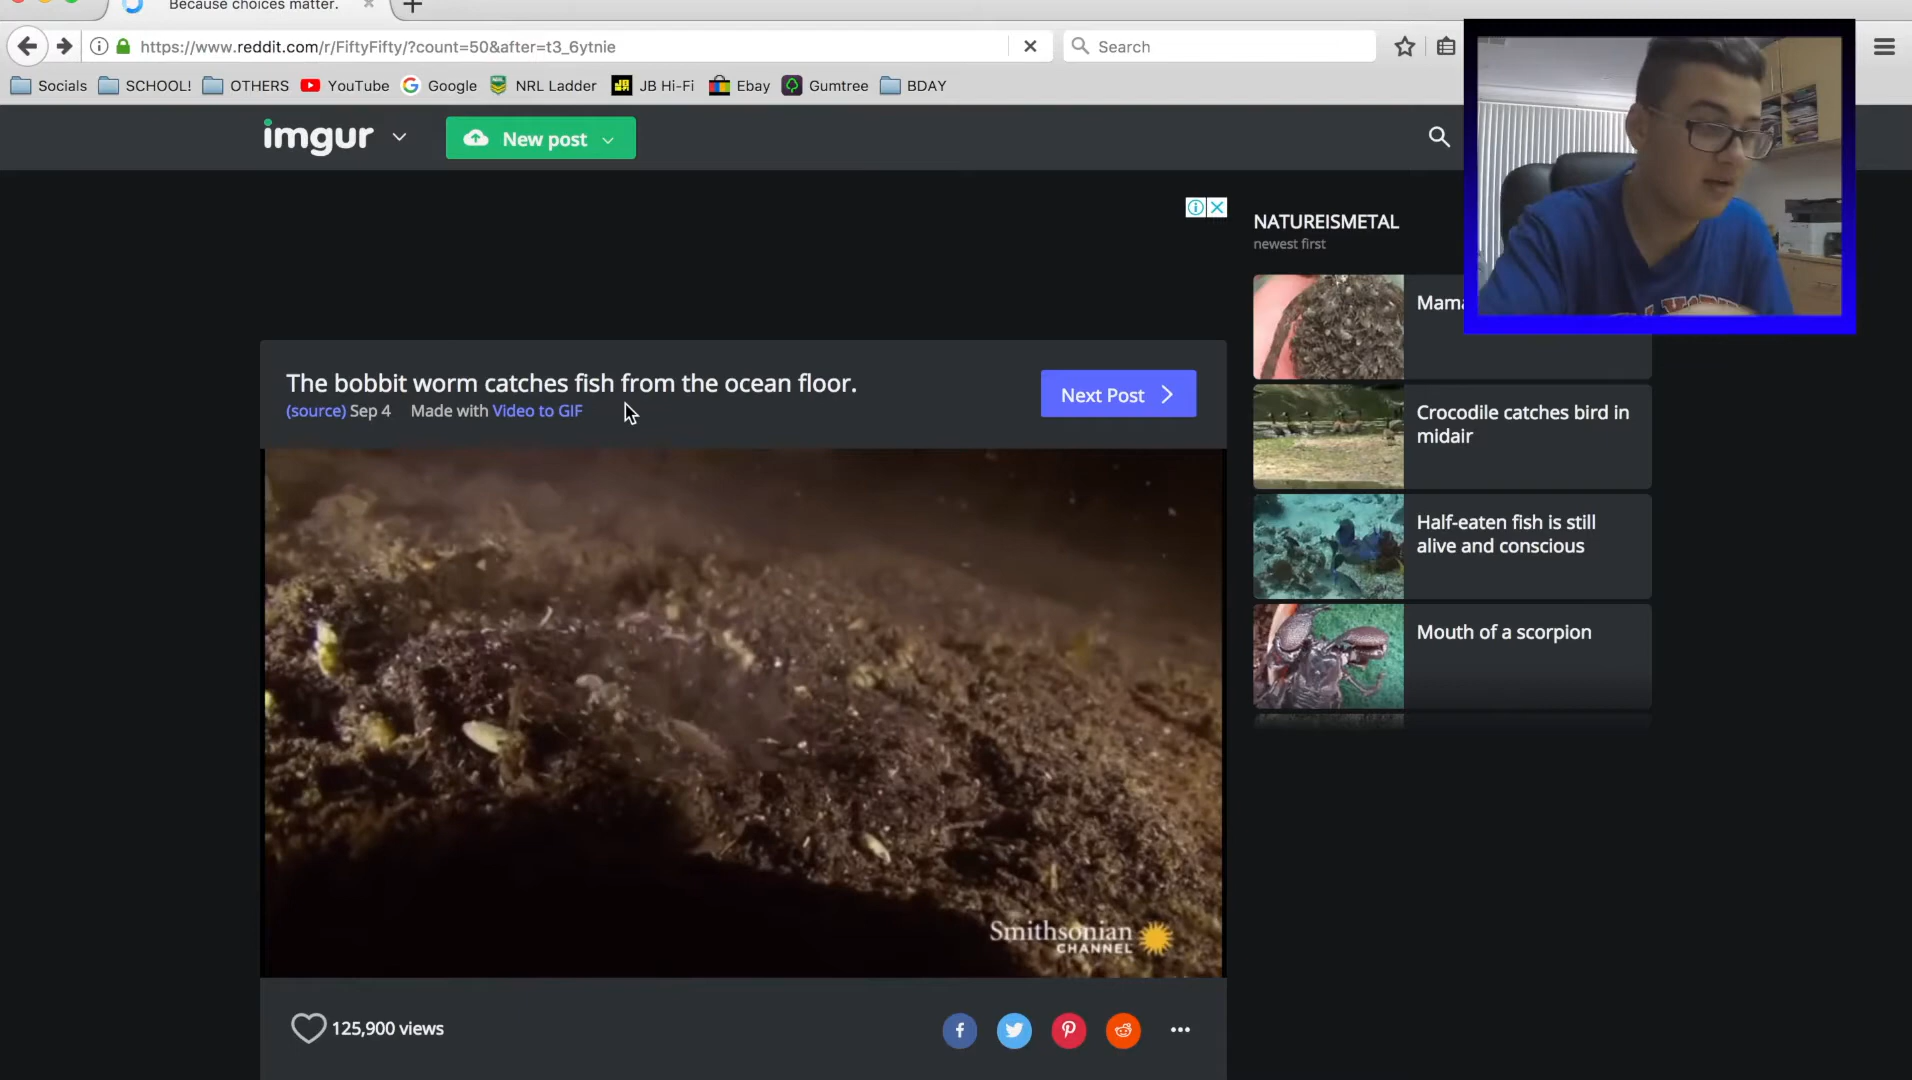 Because choices matter.
https://www.reddit.com/r/FiftyFifty/?count=50&after=t3_6ytnie
Search
Socials SCHOOL! OTHERS YouTube Google NRL Ladder JB Hi-Fi Ebay Gumtree BDAY
imgur New post
NATUREISMETAL
newest first
Mama
Crocodile catches bird in
midair
Half-eaten fish is still
alive and conscious
Mouth of a scorpion
The bobbit worm catches fish from the ocean floor.
(source) Sep 4 Made with Video to GIF
Next Post
Smithsonian
CHANNEL
125,900 views